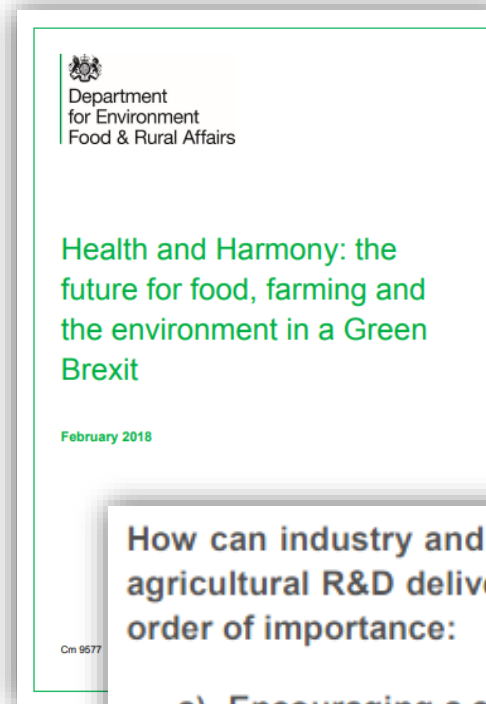 Department
for Environment
Food & Rural Affairs
Health and Harmony: the
future for food, farming and
the environment in a Green
Brexit
February 2018
How can industry and
agricultural R&D
order of importance:
Cm 9577